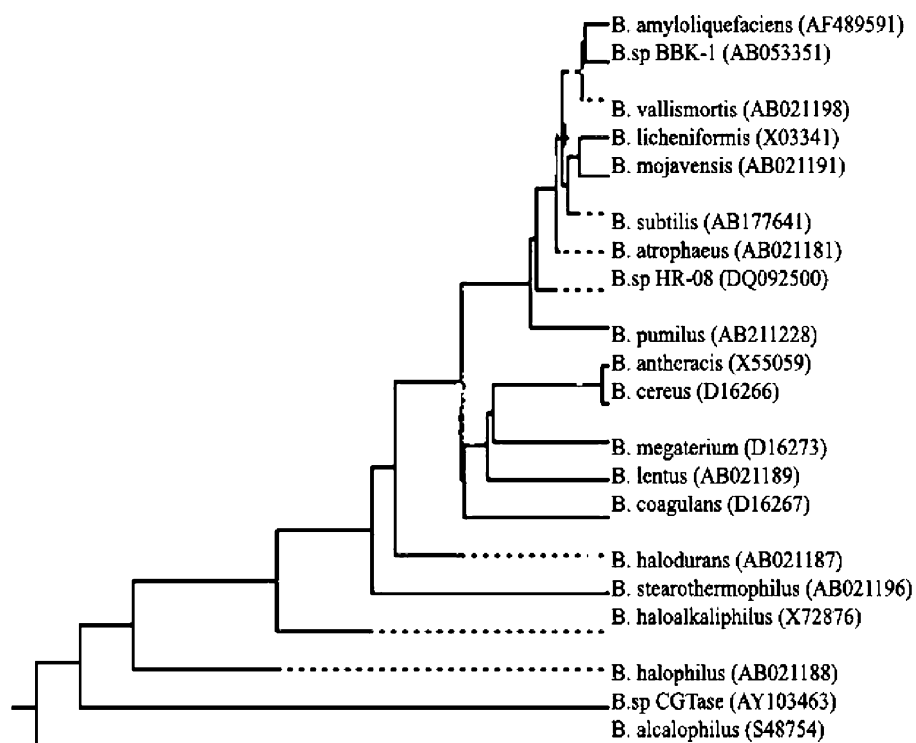 B. amyloliquefaciens (AF489591)
B.sp BBK-1 (AB053351)
B. vallismortis (AB021198)
B. licheniformis (X03341)
B. mojavensis (AB021191)
B. subtilis (AB177641)
B. atrophaeus (AB021181)
B.sp HR-08 (DQ092500)
B. pumilus (AB211228)
B. antheracis (X55059)
B. cereus (D16266)
B. megaterium (D16273)
B. lentus (AB021189)
B. coagulans (D16267)
B. halodurans (AB021187)
B. stearothermophilus (AB021196)
B. haloalkaliphilus (X72876)
B. halophilus (AB021188)
B.sp CGTase (AY103463)
B. alcalophilus (S48754)